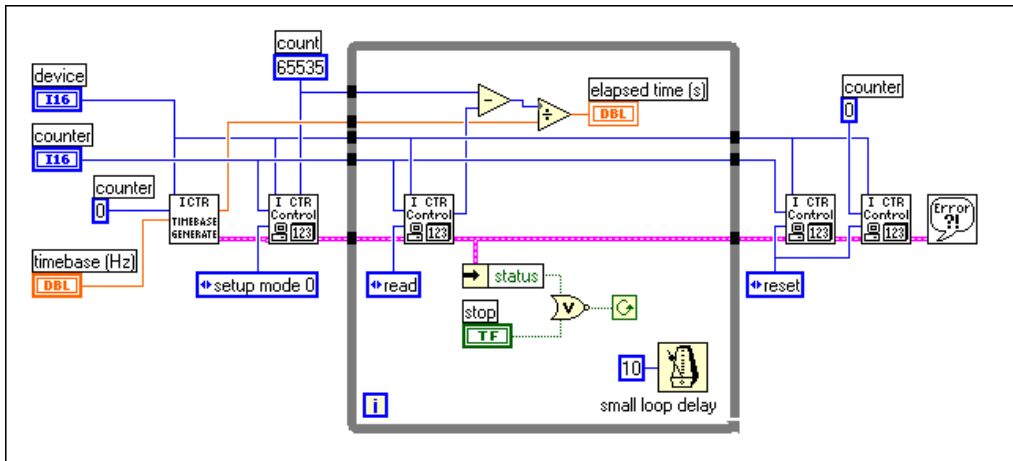 count
65535
device
I16
counter
I16
counter
0
timebase (Hz)
DBL
I CTR
TIMEBASE
GENERATE
I CTR
Control
123
setup mode 0
elapsed time (s)
DBL
I CTR
Control
123
read
status
stop
TF
V
10
small loop delay
i
counter
0
I CTR
Control
123
I CTR
Control
123
reset
Error
?!